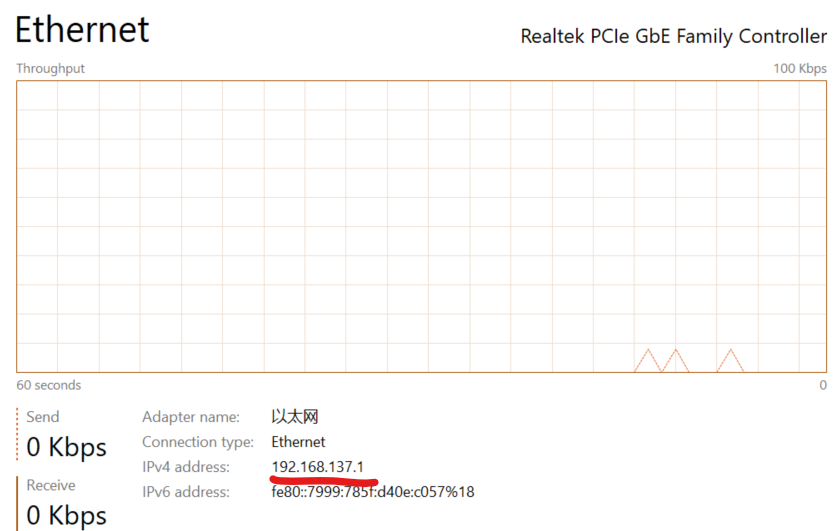 Ethernet
Realtek PCIe GbE Family Controller
Throughput
100 Kbps
60 seconds
0
Send
0 Kbps
Receive
0 Kbps
Adapter name: 以太网
Connection type: Ethernet
IPv4 address: 192.168.137.1
IPv6 address: fe80::7999:785f:d40e:c057%18